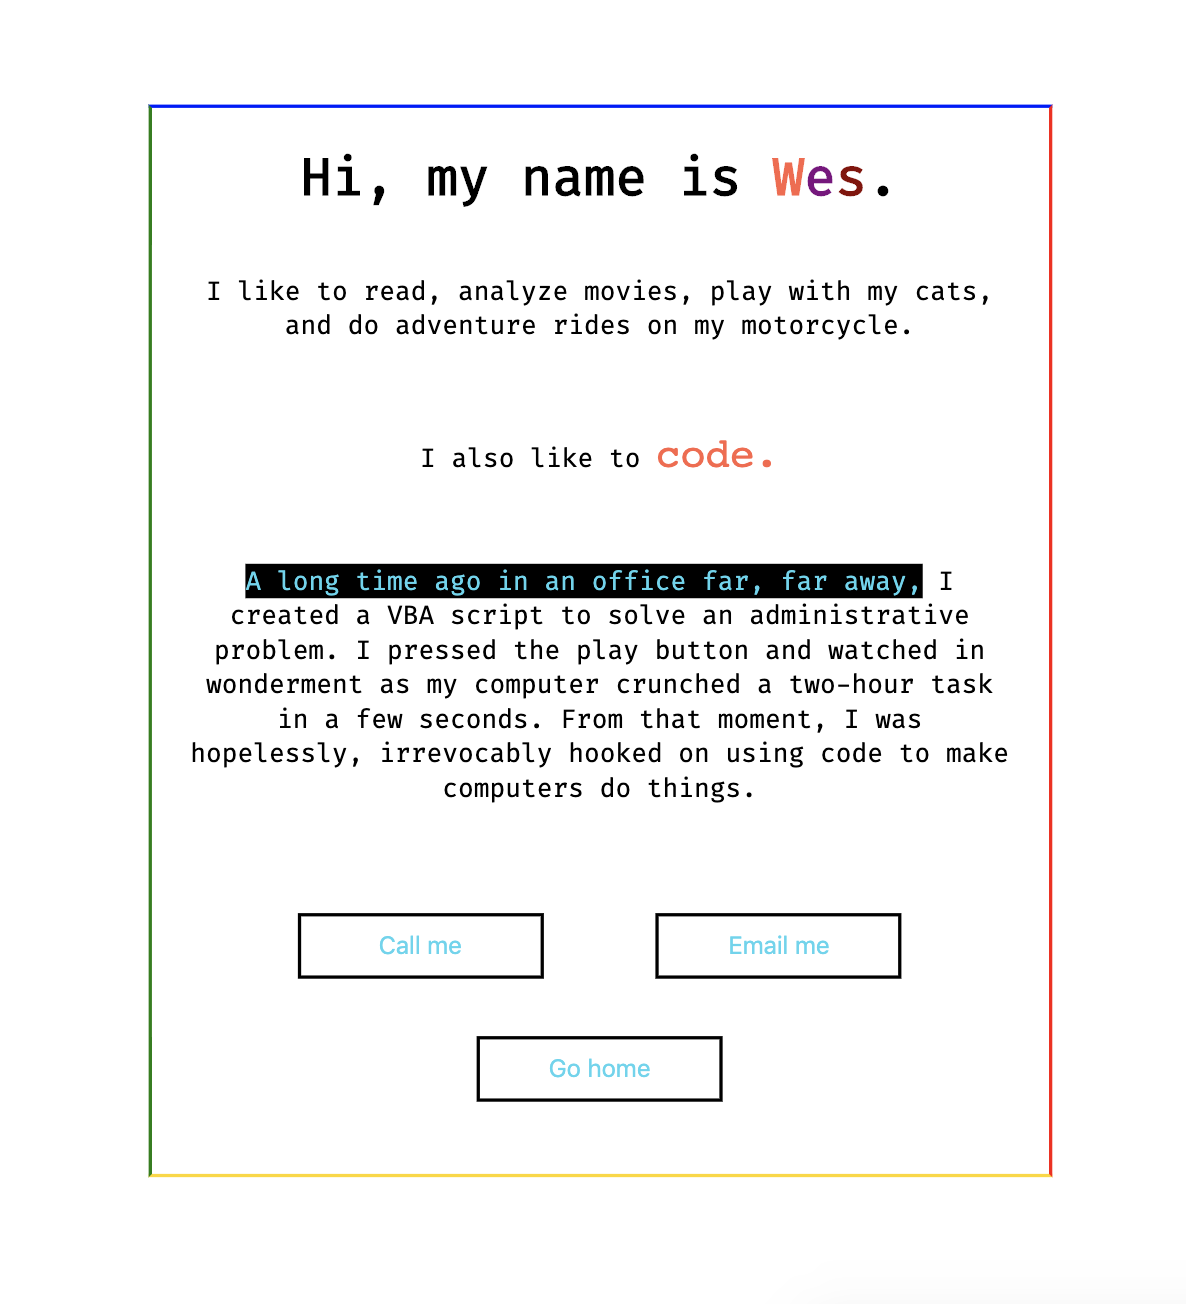 Hi, my name is Wes.
I like to read, analyze movies, play with my cats,
and do adventure rides on my motorcycle.
I also like to code.
A long time ago in an office far, far away, I
created a VBA script to solve an administrative
problem. I pressed the play button and watched in
wonderment as my computer crunched a two-hour task
in a few seconds. From that moment, I was
hopelessly, irrevocably hooked on using code to make
computers do things.
Call me
Email me
Go home